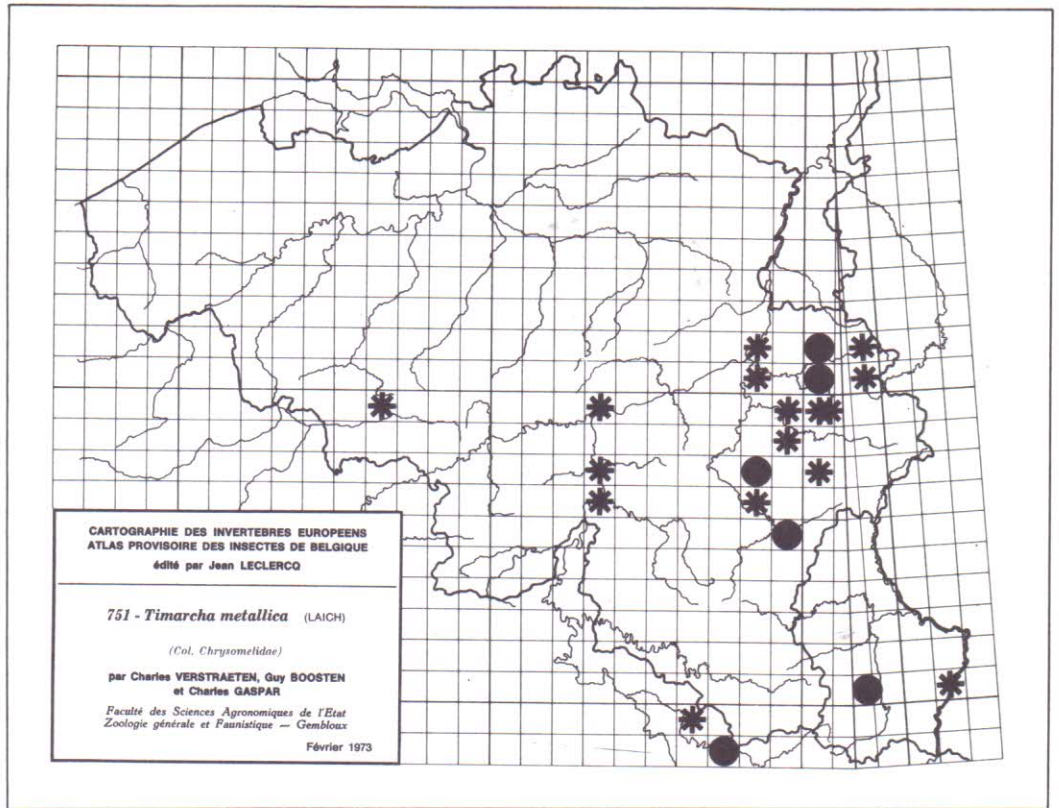 CARTOGRAPHIE DES INVERTEBRES EUROPEENS
ATLAS PROVISOIRE DES INSECTES DE BELGIQUE
édité par Jean LECLERCQ
751 - Timarcha metallica (LAICH)
(Col. Chrysomelidae)
par Charles VERSTRAETEN, Guy BOOSTEN
et Charles GASPAR
Faculté des Sciences Agronomiques de l'Etat
Zoologie générale et Faunistique — Gembloux
Février 1973